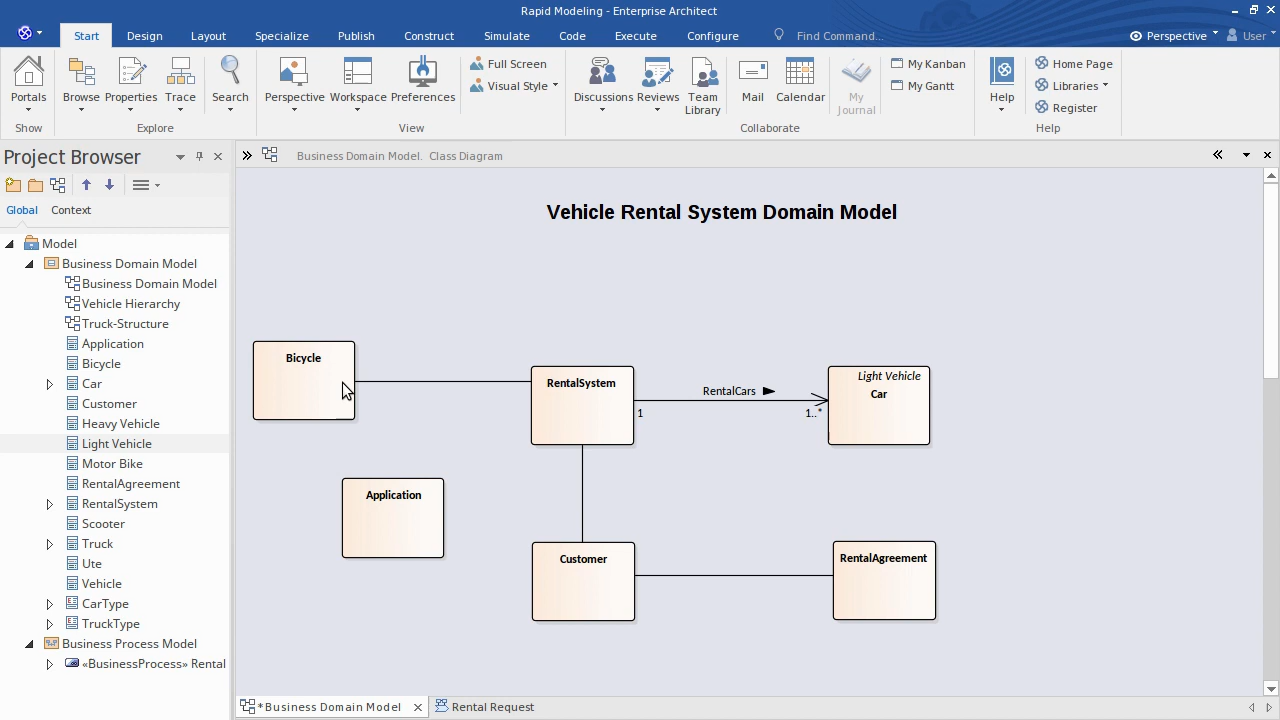 Rapid Modeling - Enterprise Architect
Start Design Layout Specialize Publish Construct Simulate Code Execute Configure Find Command... Perspective User
Portals
Browse Properties Trace Search
Perspective Workspace Preferences
Full Screen
Visual Style
Discussions Reviews Team Library Mail Calendar My Journal
My Kanban
My Gantt
Help
Home Page
Libraries
Register
Show Explore View Collaborate Help
Project Browser
Global Context
Model
Business Domain Model
Business Domain Model
Vehicle Hierarchy
Truck-Structure
Application
Bicycle
Car
Customer
Heavy Vehicle
Light Vehicle
Motor Bike
RentalAgreement
RentalSystem
Scooter
Truck
Ute
Vehicle
CarType
TruckType
Business Process Model
«BusinessProcess» Rental
Business Domain Model. Class Diagram
Vehicle Rental System Domain Model
Bicycle
RentalSystem
RentalCars
1
1..*
Light Vehicle
Car
Application
Customer
RentalAgreement
*Business Domain Model
Rental Request